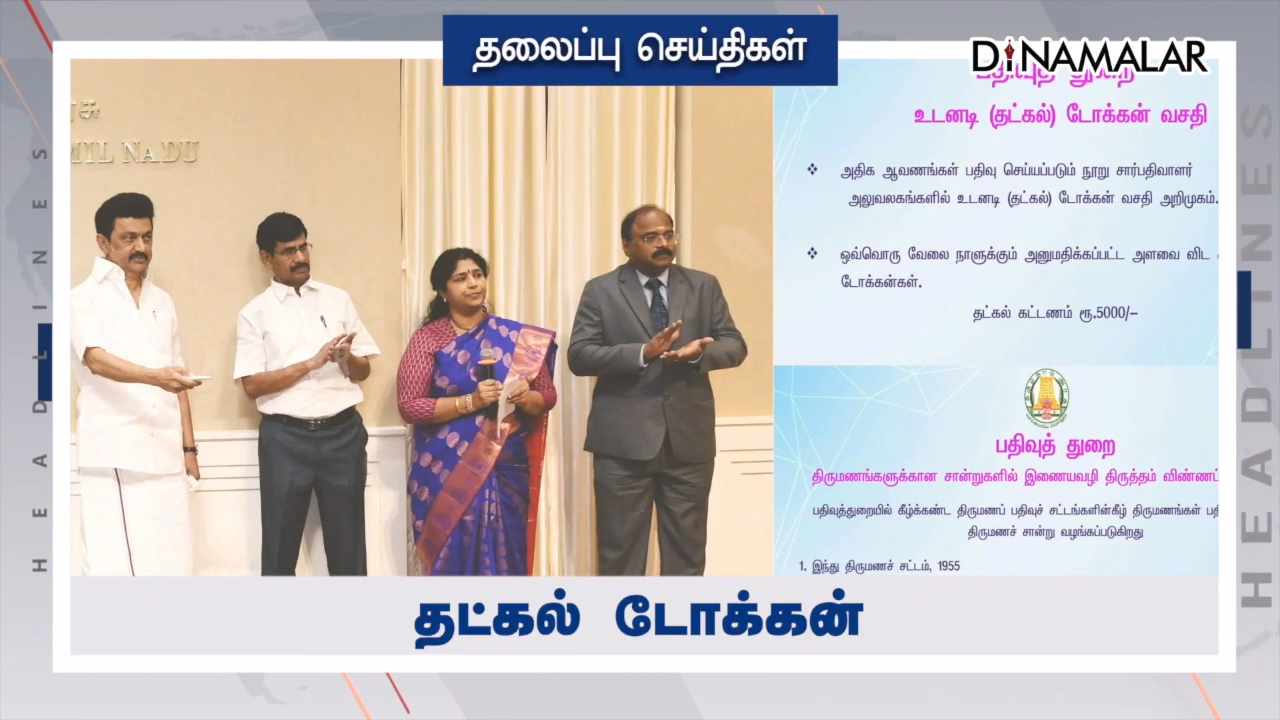 தலைப்பு செய்திகள்
DINAMALAR
MIL NADU
பதிவுத் துறை
உடனடி (தட்கல்) டோக்கன் வசதி
❖ அதிக ஆவணங்கள் பதிவு செய்யப்படும் நூறு சார்பதிவாளர்
அலுவலகங்களில் உடனடி (தட்கல்) டோக்கன் வசதி அறிமுகம்.
❖ ஒவ்வொரு வேலை நாளுக்கும் அனுமதிக்கப்பட்ட அளவை விட
டோக்கன்கள்.
தட்கல் கட்டணம் ரூ.5000/–
பதிவுத் துறை
திருமணங்களுக்கான சான்றுகளில் இணையவழி திருத்தம்
பதிவுத்துறையில் கீழ்க்கண்ட திருமணப் பதிவுச் சட்டங்களின்கீழ் திருமணங்கள்
திருமணச் சான்று வழங்கப்படுகிறது
1. இந்து திருமணச் சட்டம், 1955
தட்கல் டோக்கன்
HEADLINES
HEADLINES